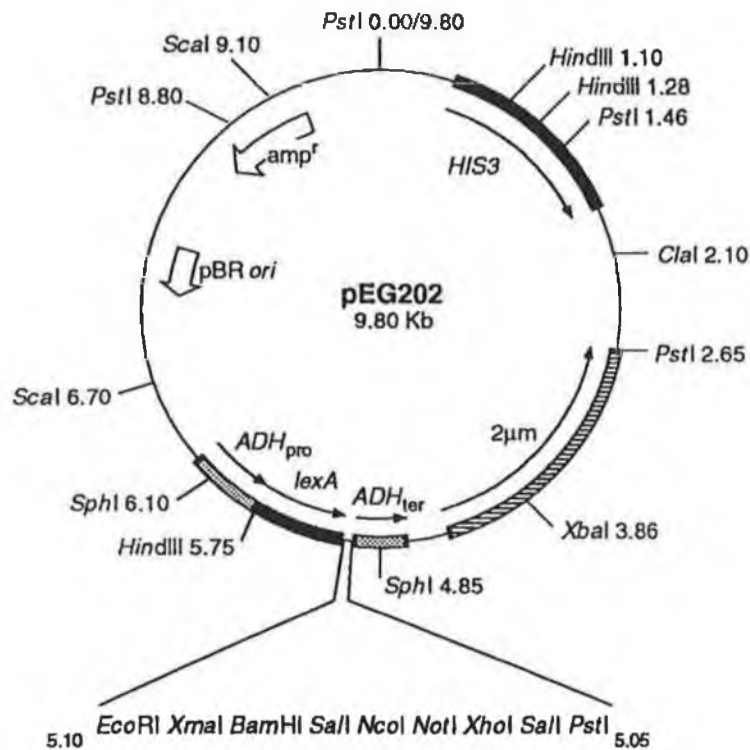 PstI 0.00/9.80
ScaI 9.10
HindIII 1.10
HindIII 1.28
PstI 8.80
PstI 1.46
ampʳ
HIS3
ClaI 2.10
pBR ori
pEG202
9.80 Kb
PstI 2.65
ScaI 6.70
2µm
ADHpro
lexA
ADHter
SphI 6.10
XbaI 3.86
HindIII 5.75
SphI 4.85
5.10 EcoRI XmaI BamHI SalI NcoI NotI XhoI SalI PstI 5.05